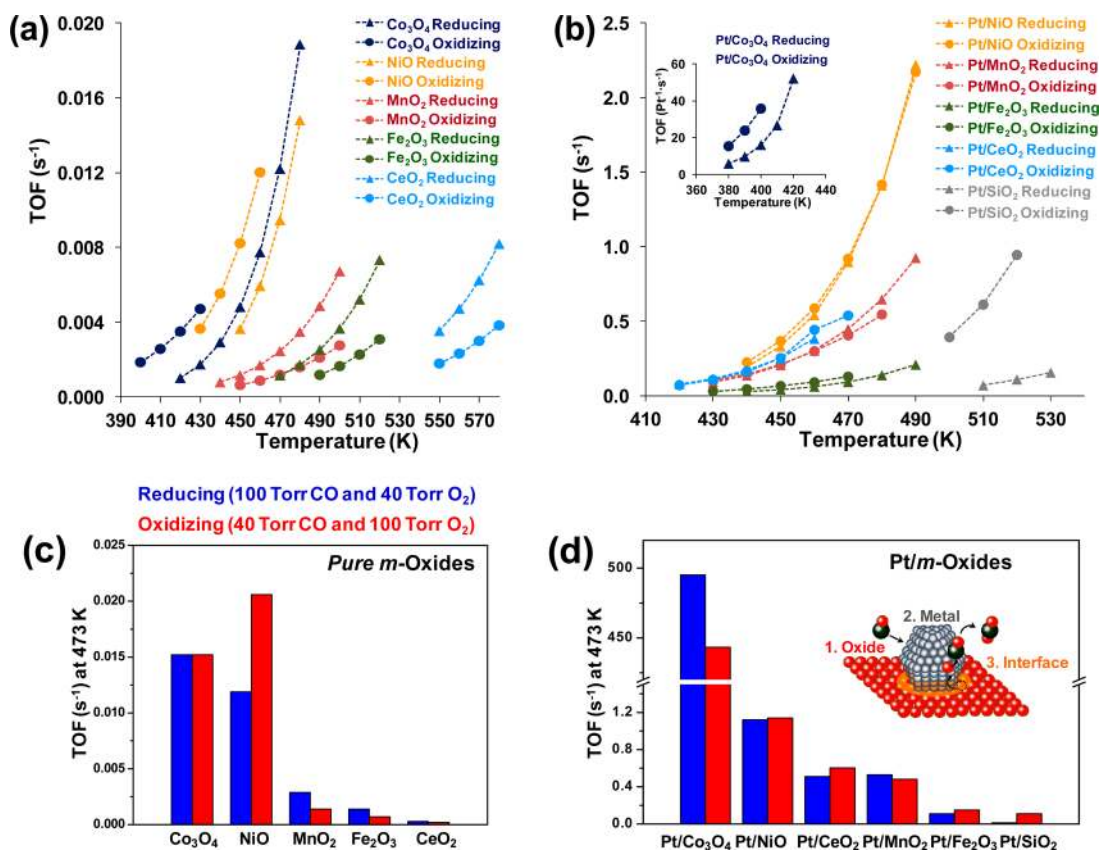 (a)
TOF (s⁻¹)
0.020
0.016
0.012
0.008
0.004
0.000
390 410 430 450 470 490 510 530 550 570
Temperature (K)
Co₃O₄ Reducing
Co₃O₄ Oxidizing
NiO Reducing
NiO Oxidizing
MnO₂ Reducing
MnO₂ Oxidizing
Fe₂O₃ Reducing
Fe₂O₃ Oxidizing
CeO₂ Reducing
CeO₂ Oxidizing
(b)
TOF (s⁻¹)
2.5
2.0
1.5
1.0
0.5
0.0
410 430 450 470 490 510 530
Temperature (K)
Pt/Co₃O₄ Reducing
Pt/Co₃O₄ Oxidizing
TOF (Pt⁻¹·s⁻¹)
60
40
20
0
360 380 400 420 440
Temperature (K)
Pt/NiO Reducing
Pt/NiO Oxidizing
Pt/MnO₂ Reducing
Pt/MnO₂ Oxidizing
Pt/Fe₂O₃ Reducing
Pt/Fe₂O₃ Oxidizing
Pt/CeO₂ Reducing
Pt/CeO₂ Oxidizing
Pt/SiO₂ Reducing
Pt/SiO₂ Oxidizing
Reducing (100 Torr CO and 40 Torr O₂)
Oxidizing (40 Torr CO and 100 Torr O₂)
(c)
Pure m-Oxides
TOF (s⁻¹) at 473 K
0.025
0.020
0.015
0.010
0.005
0.000
Co₃O₄ NiO MnO₂ Fe₂O₃ CeO₂
(d)
Pt/m-Oxides
TOF (s⁻¹) at 473 K
500
450
1.2
0.8
0.4
0.0
2. Metal
1. Oxide
3. Interface
Pt/Co₃O₄ Pt/NiO Pt/CeO₂ Pt/MnO₂ Pt/Fe₂O₃ Pt/SiO₂